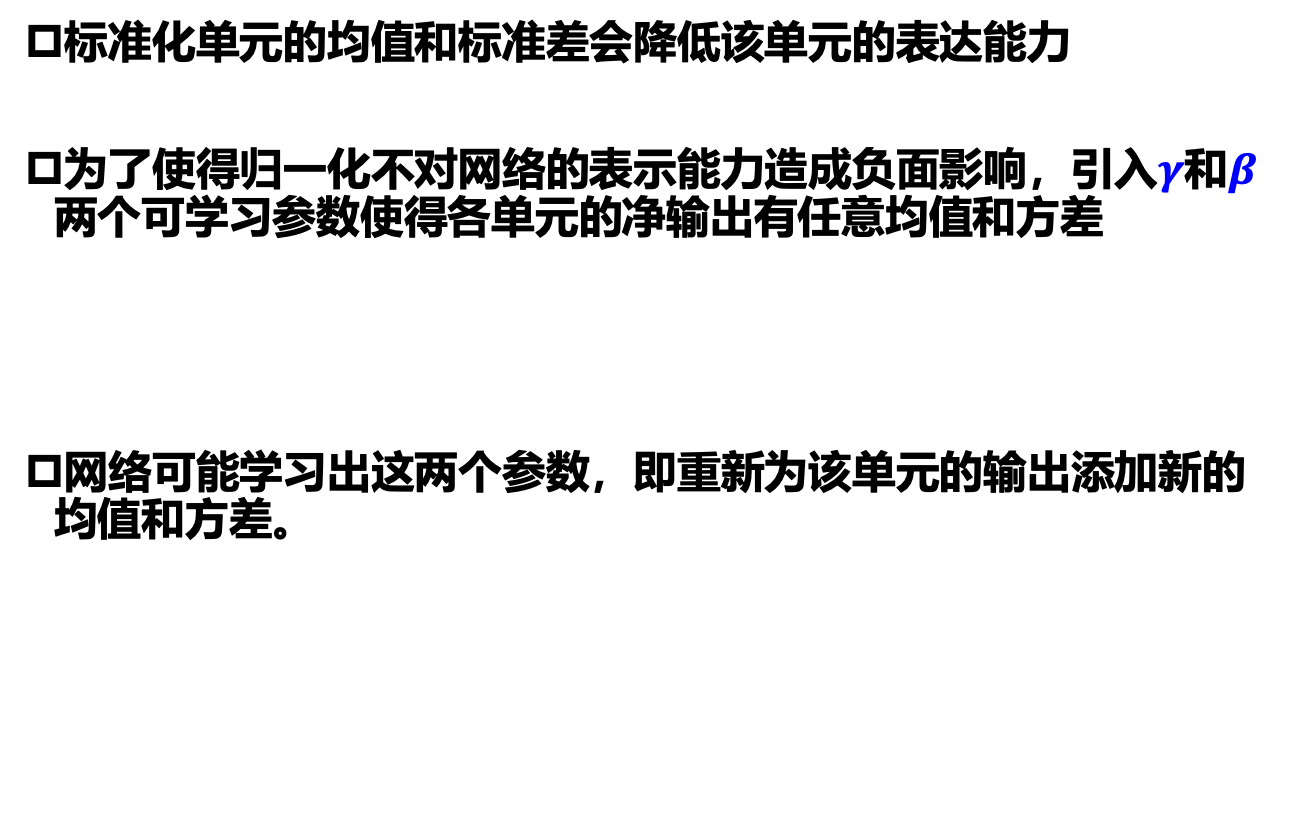 □标准化单元的均值和标准差会降低该单元的表达能力
□为了使得归一化不对网络的表示能力造成负面影响，引入γ和β
两个可学习参数使得各单元的净输出有任意均值和方差
□网络可能学习出这两个参数，即重新为该单元的输出添加新的
均值和方差。